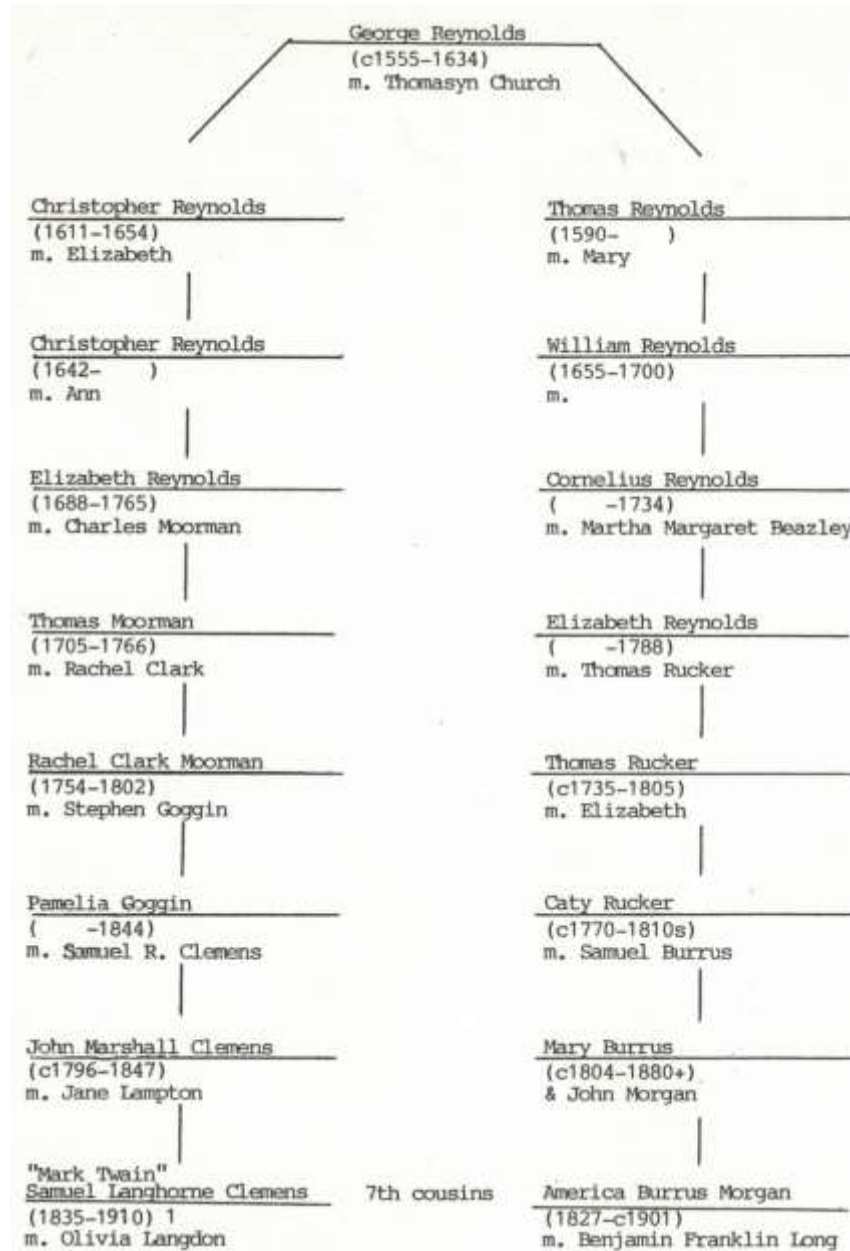 George Reynolds
(c1555-1634)
m. Thomasyn Church
Christopher Reynolds
(1611-1654)
m. Elizabeth
Christopher Reynolds
(1642-     )
m. Ann
Elizabeth Reynolds
(1688-1765)
m. Charles Moorman
Thomas Moorman
(1705-1766)
m. Rachel Clark
Rachel Clark Moorman
(1754-1802)
m. Stephen Goggin
Pamelia Goggin
(     -1844)
m. Samuel R. Clemens
John Marshall Clemens
(c1796-1847)
m. Jane Lampton
"Mark Twain"
Samuel Langhorne Clemens
(1835-1910) 1
m. Olivia Langdon
7th cousins
Thomas Reynolds
(1590-     )
m. Mary
William Reynolds
(1655-1700)
m.
Cornelius Reynolds
(     -1734)
m. Martha Margaret Beazley
Elizabeth Reynolds
(     -1788)
m. Thomas Rucker
Thomas Rucker
(c1735-1805)
m. Elizabeth
Caty Rucker
(c1770-1810s)
m. Samuel Burrus
Mary Burrus
(c1804-1880+)
& John Morgan
America Burrus Morgan
(1827-c1901)
m. Benjamin Franklin Long